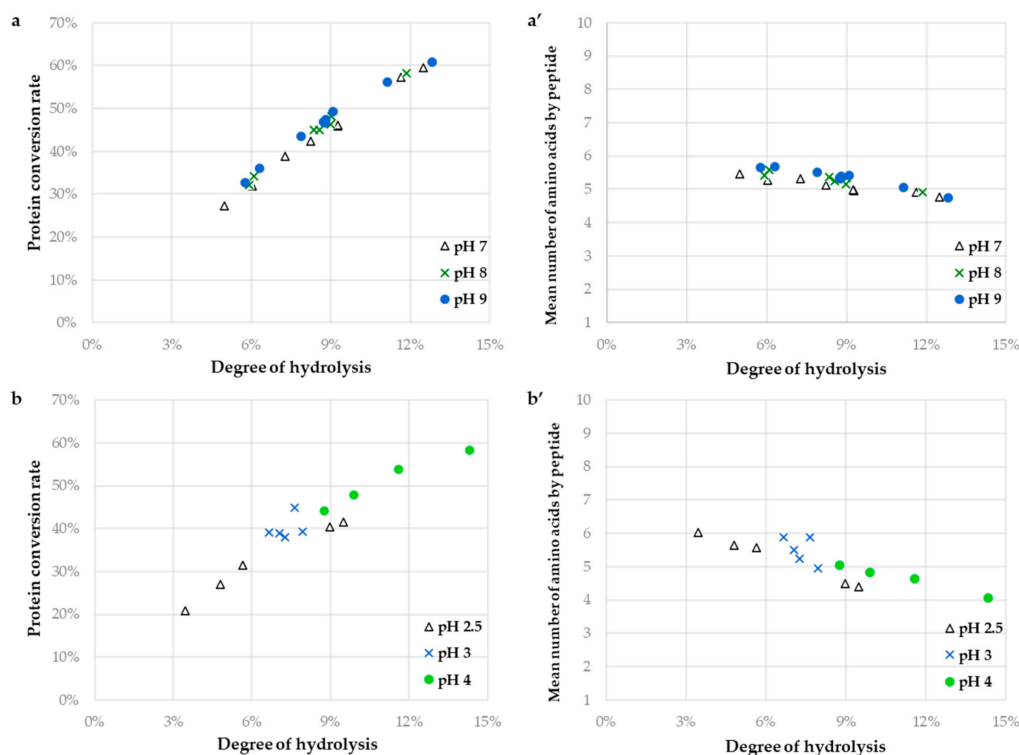 a
Protein conversion rate
70%
60%
50%
40%
30%
20%
10%
0%
0%
3%
6%
9%
12%
15%
Degree of hydrolysis
pH 7
pH 8
pH 9
a′
Mean number of amino acids by peptide
10
9
8
7
6
5
4
3
2
1
0%
3%
6%
9%
12%
15%
Degree of hydrolysis
pH 7
pH 8
pH 9
b
Protein conversion rate
70%
60%
50%
40%
30%
20%
10%
0%
0%
3%
6%
9%
12%
15%
Degree of hydrolysis
pH 2.5
pH 3
pH 4
b′
Mean number of amino acids by peptide
10
9
8
7
6
5
4
3
2
1
0%
3%
6%
9%
12%
15%
Degree of hydrolysis
pH 2.5
pH 3
pH 4